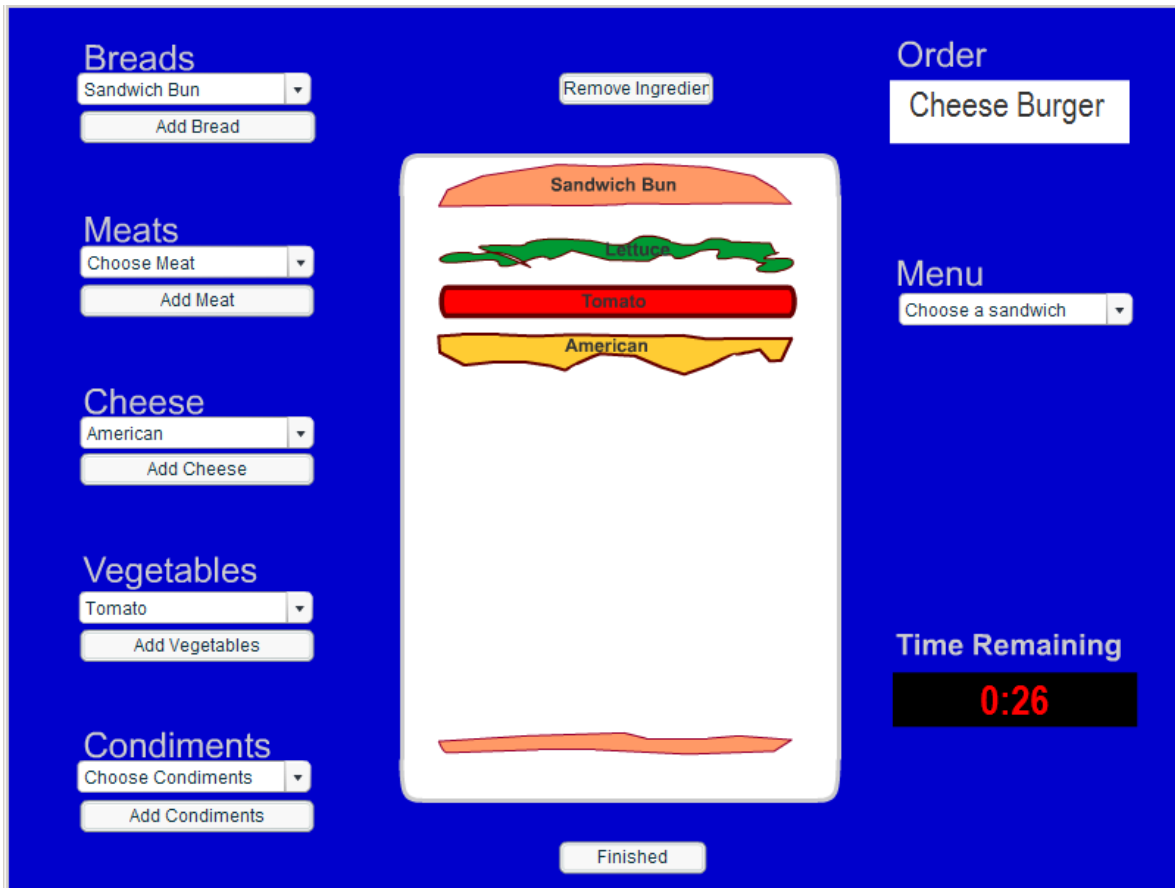 Breads
Sandwich Bun
Add Bread
Meats
Choose Meat
Add Meat
Cheese
American
Add Cheese
Vegetables
Tomato
Add Vegetables
Condiments
Choose Condiments
Add Condiments
Remove Ingredier
Sandwich Bun
Lettuce
Tomato
American
Finished
Order
Cheese Burger
Menu
Choose a sandwich
Time Remaining
0:26